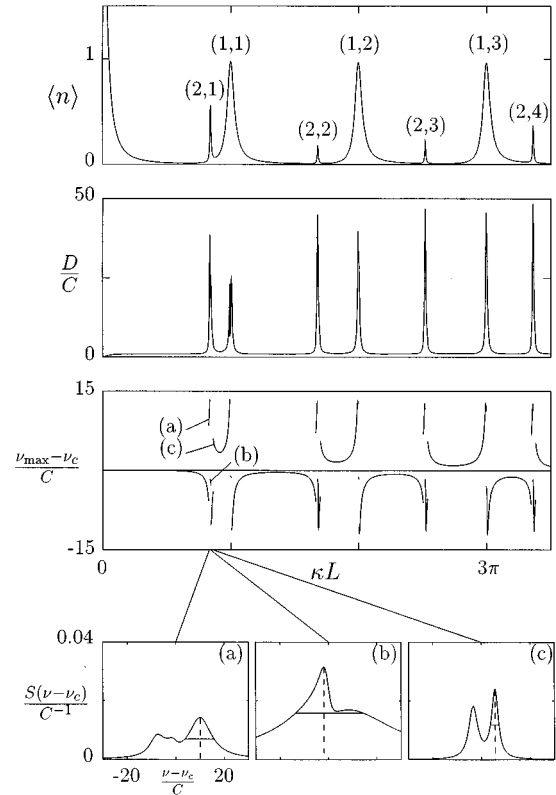 1
⟨n⟩
0
(2,1)
(1,1)
(2,2)
(1,2)
(2,3)
(1,3)
(2,4)
50
D/C
0
15
(a)
(c)
(b)
ν_max−ν_c / C
-15
0
κL
3π
0.04
S(ν−ν_c) / C⁻¹
0
(a)
(b)
(c)
-20
ν−ν_c / C
20